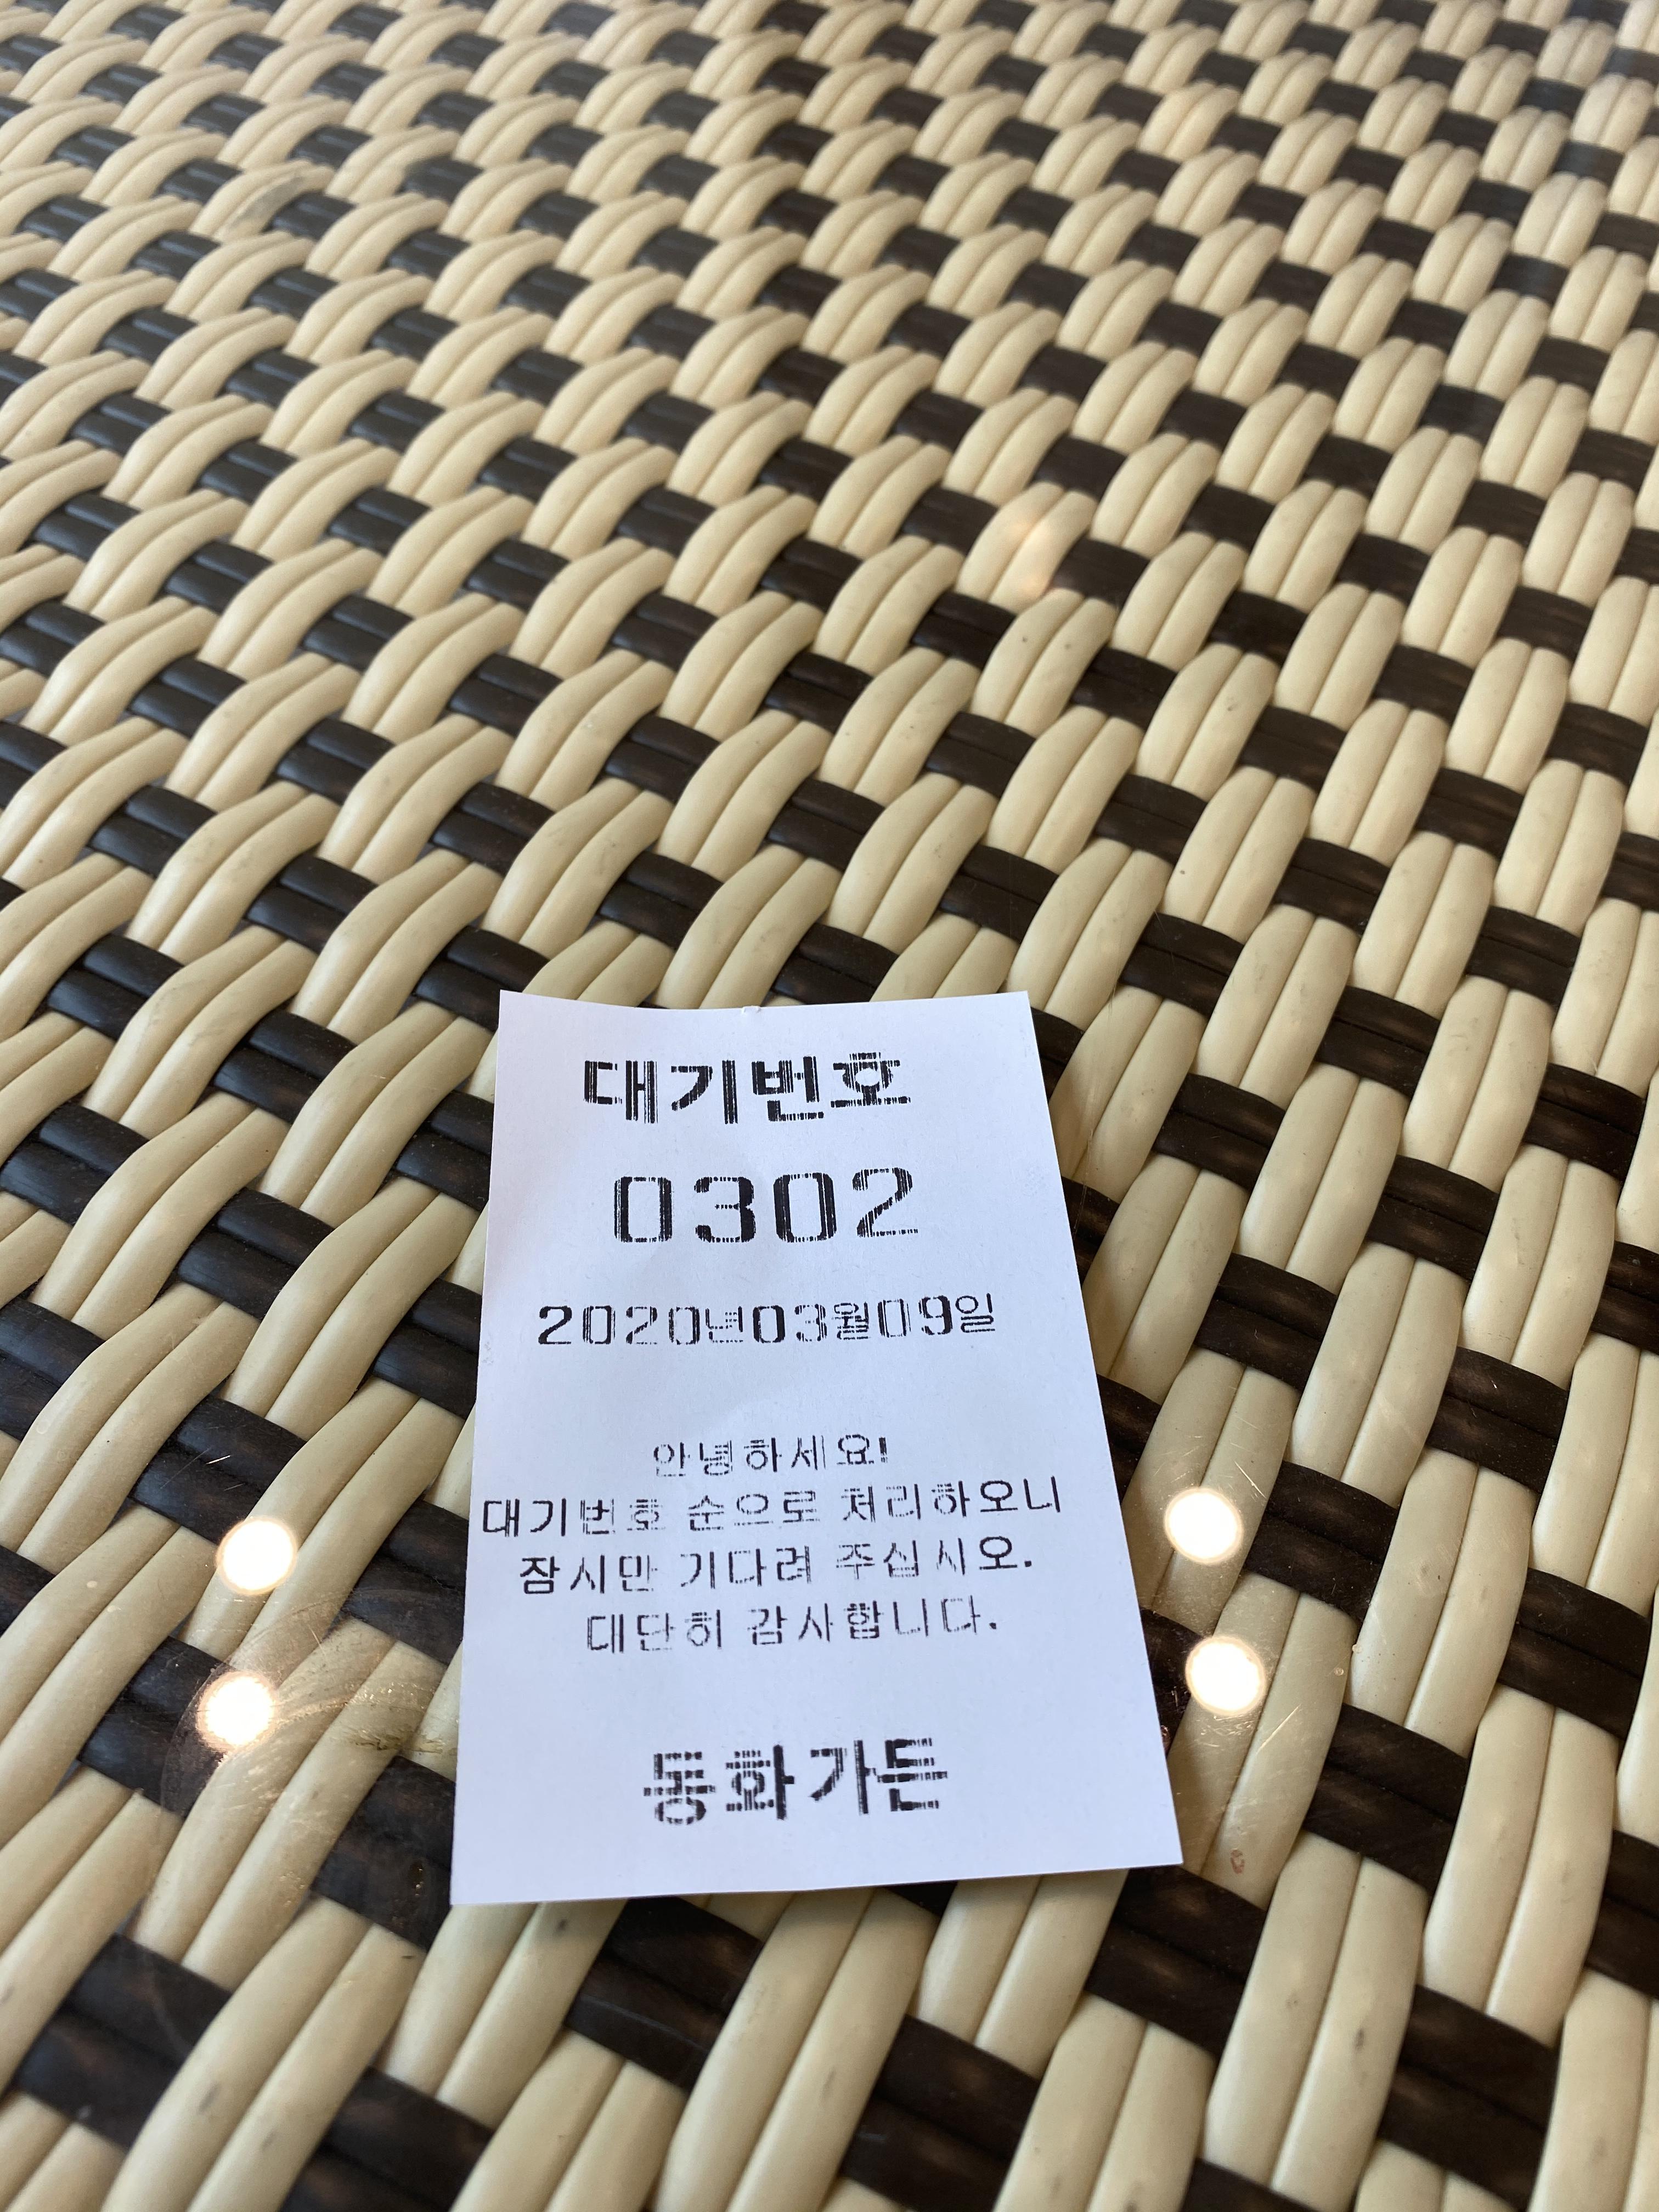 대기번호
0302
2020년03월09일
안녕하세요!
대기번호 순으로 처리하오니
잠시만 기다려 주십시오.
대단히 감사합니다.
동화가든